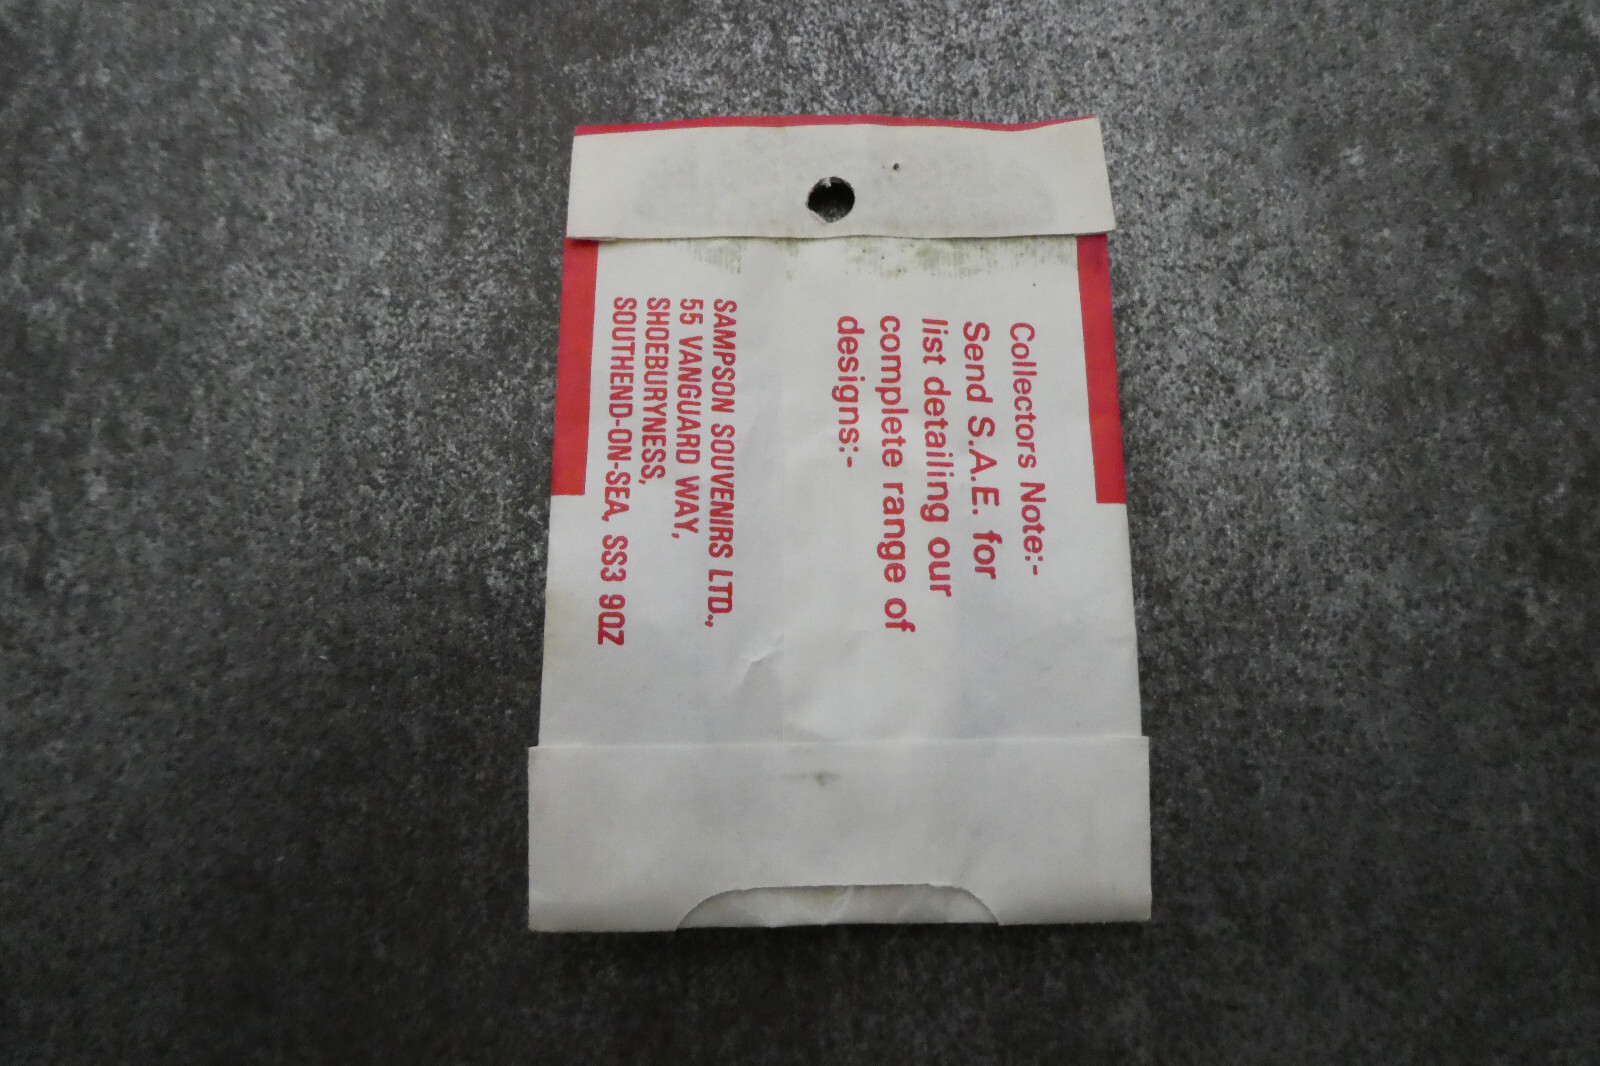 Collectors Note:-
Send S.A.E. for
list detailing our
complete range of
designs:-
SAMPSON SOUVENIRS LTD.,
55 VANGUARD WAY,
SHOEBURYNESS,
SOUTHEND-ON-SEA, SS3 9QZ